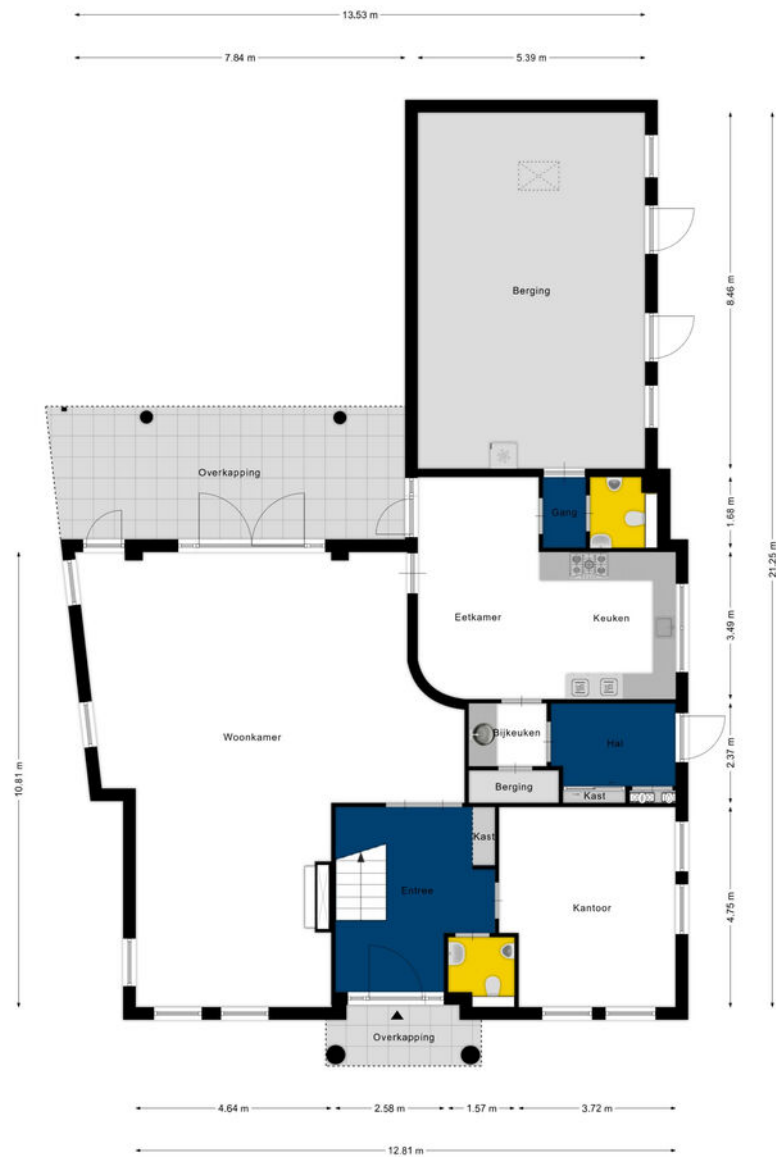 13.53 m
7.84 m
5.39 m
Berging
8.46 m
Overkapping
Gang
1.68 m
21.25 m
Eetkamer
Keuken
3.49 m
Woonkamer
Bijkeuken
Hal
2.37 m
10.81 m
Berging
Kast
Kast
Entree
Kantoor
4.75 m
Overkapping
4.64 m
2.58 m
1.57 m
3.72 m
12.81 m